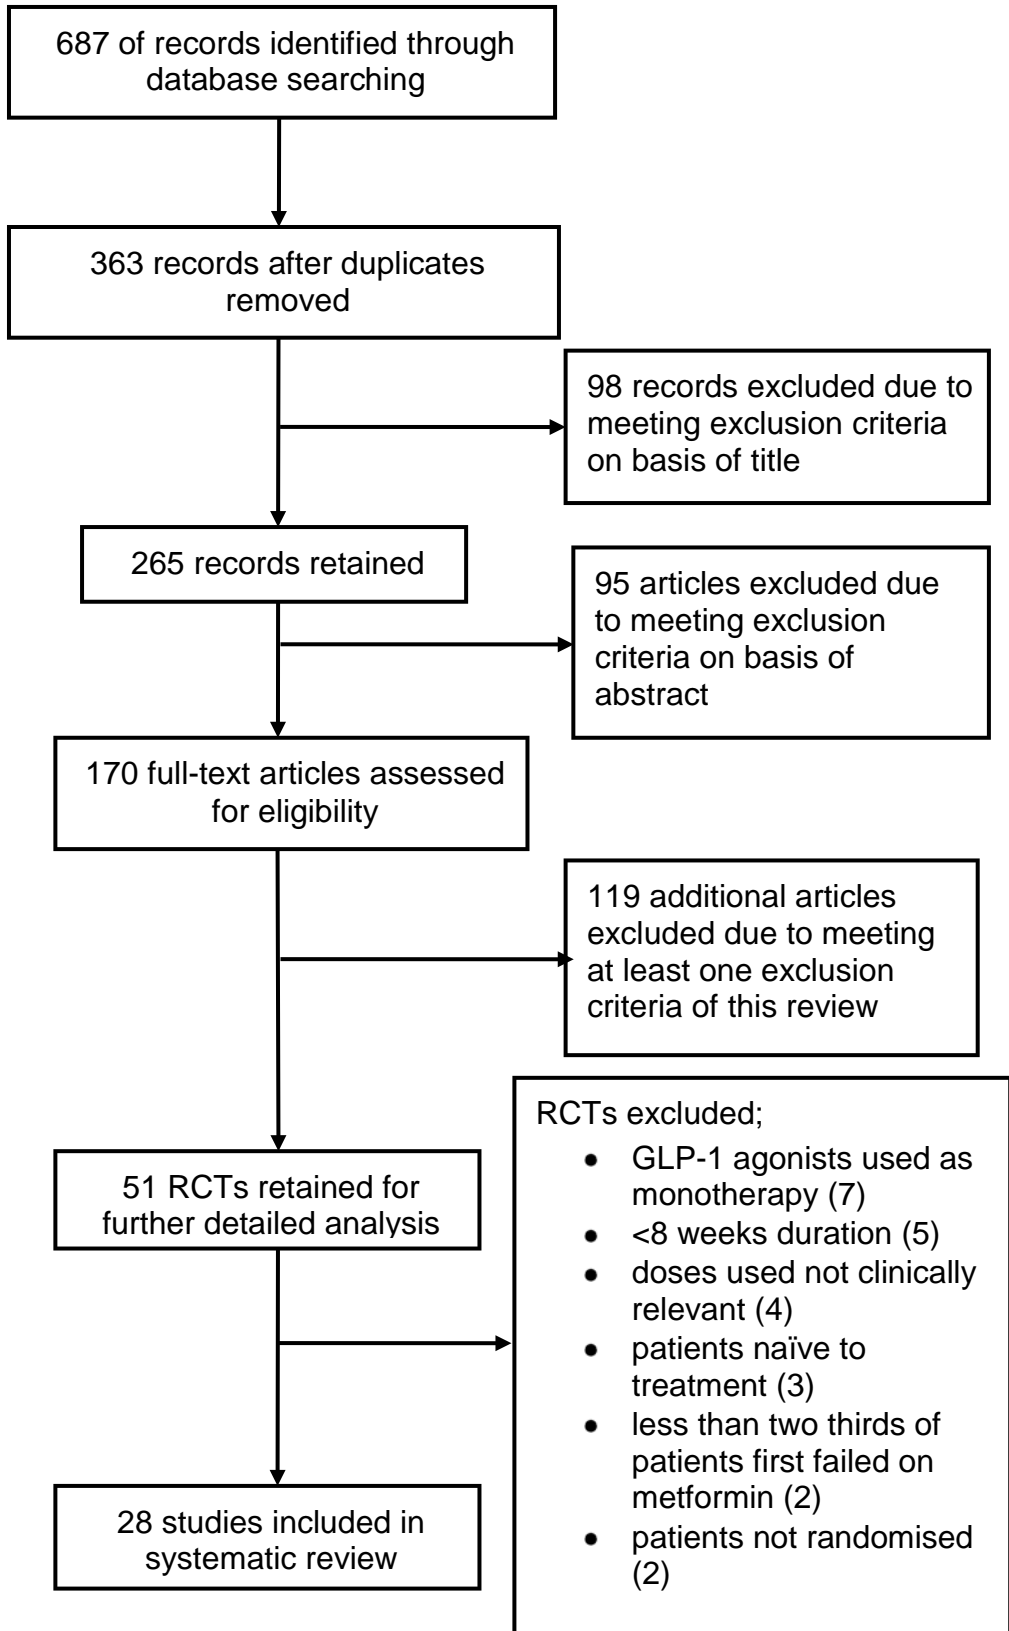 687 of records identified through
database searching
363 records after duplicates
removed
98 records excluded due to
meeting exclusion criteria
on basis of title
265 records retained
95 articles excluded due
to meeting exclusion
criteria on basis of
abstract
170 full-text articles assessed
for eligibility
119 additional articles
excluded due to meeting
at least one exclusion
criteria of this review
51 RCTs retained for
further detailed analysis
RCTs excluded;
• GLP-1 agonists used as
monotherapy (7)
• <8 weeks duration (5)
• doses used not clinically
relevant (4)
• patients naïve to
treatment (3)
• less than two thirds of
patients first failed on
metformin (2)
• patients not randomised
(2)
28 studies included in
systematic review